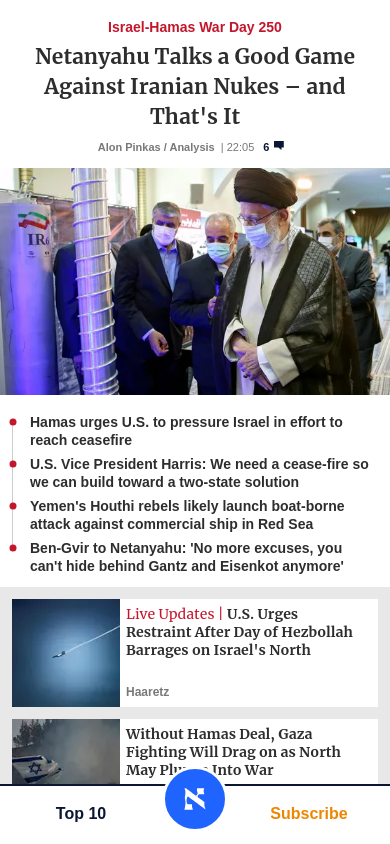 Israel-Hamas War Day 250
Netanyahu Talks a Good Game
Against Iranian Nukes – and
That's It
Alon Pinkas / Analysis | 22:05 6
IR6
Hamas urges U.S. to pressure Israel in effort to
reach ceasefire
U.S. Vice President Harris: We need a cease-fire so
we can build toward a two-state solution
Yemen's Houthi rebels likely launch boat-borne
attack against commercial ship in Red Sea
Ben-Gvir to Netanyahu: 'No more excuses, you
can't hide behind Gantz and Eisenkot anymore'
Live Updates | U.S. Urges
Restraint After Day of Hezbollah
Barrages on Israel's North
Haaretz
Without Hamas Deal, Gaza
Fighting Will Drag on as North
May Into War
Top 10
א
Subscribe